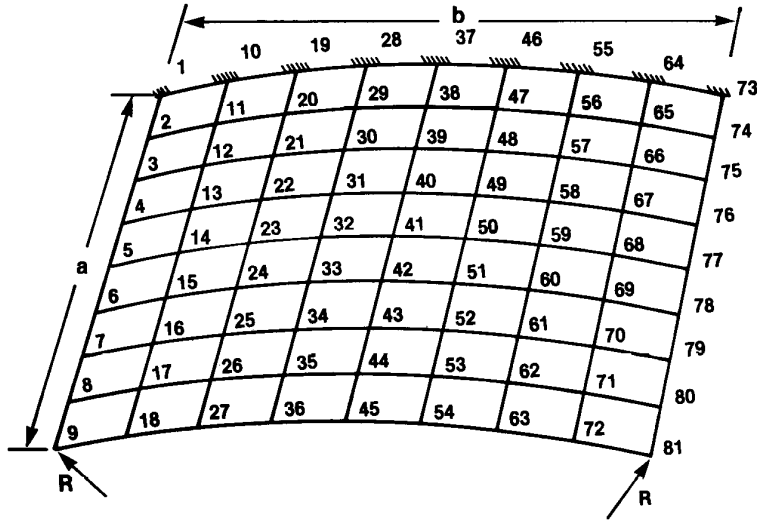 b
1 10 19 28 37 46 55 64 73
2 11 20 29 38 47 56 65 74
3 12 21 30 39 48 57 66 75
4 13 22 31 40 49 58 67 76
a 5 14 23 32 41 50 59 68 77
6 15 24 33 42 51 60 69 78
7 16 25 34 43 52 61 70 79
8 17 26 35 44 53 62 71 80
9 18 27 36 45 54 63 72 81
R R